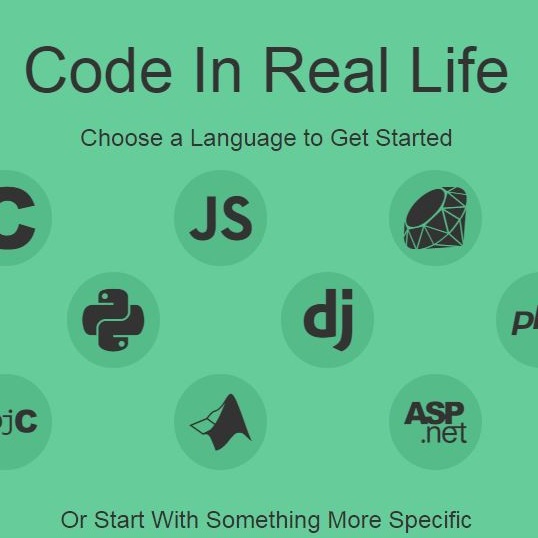 Code In Real Life
Choose a Language to Get Started
C
JS
dj
jC
ASP
.net
Or Start With Something More Specific